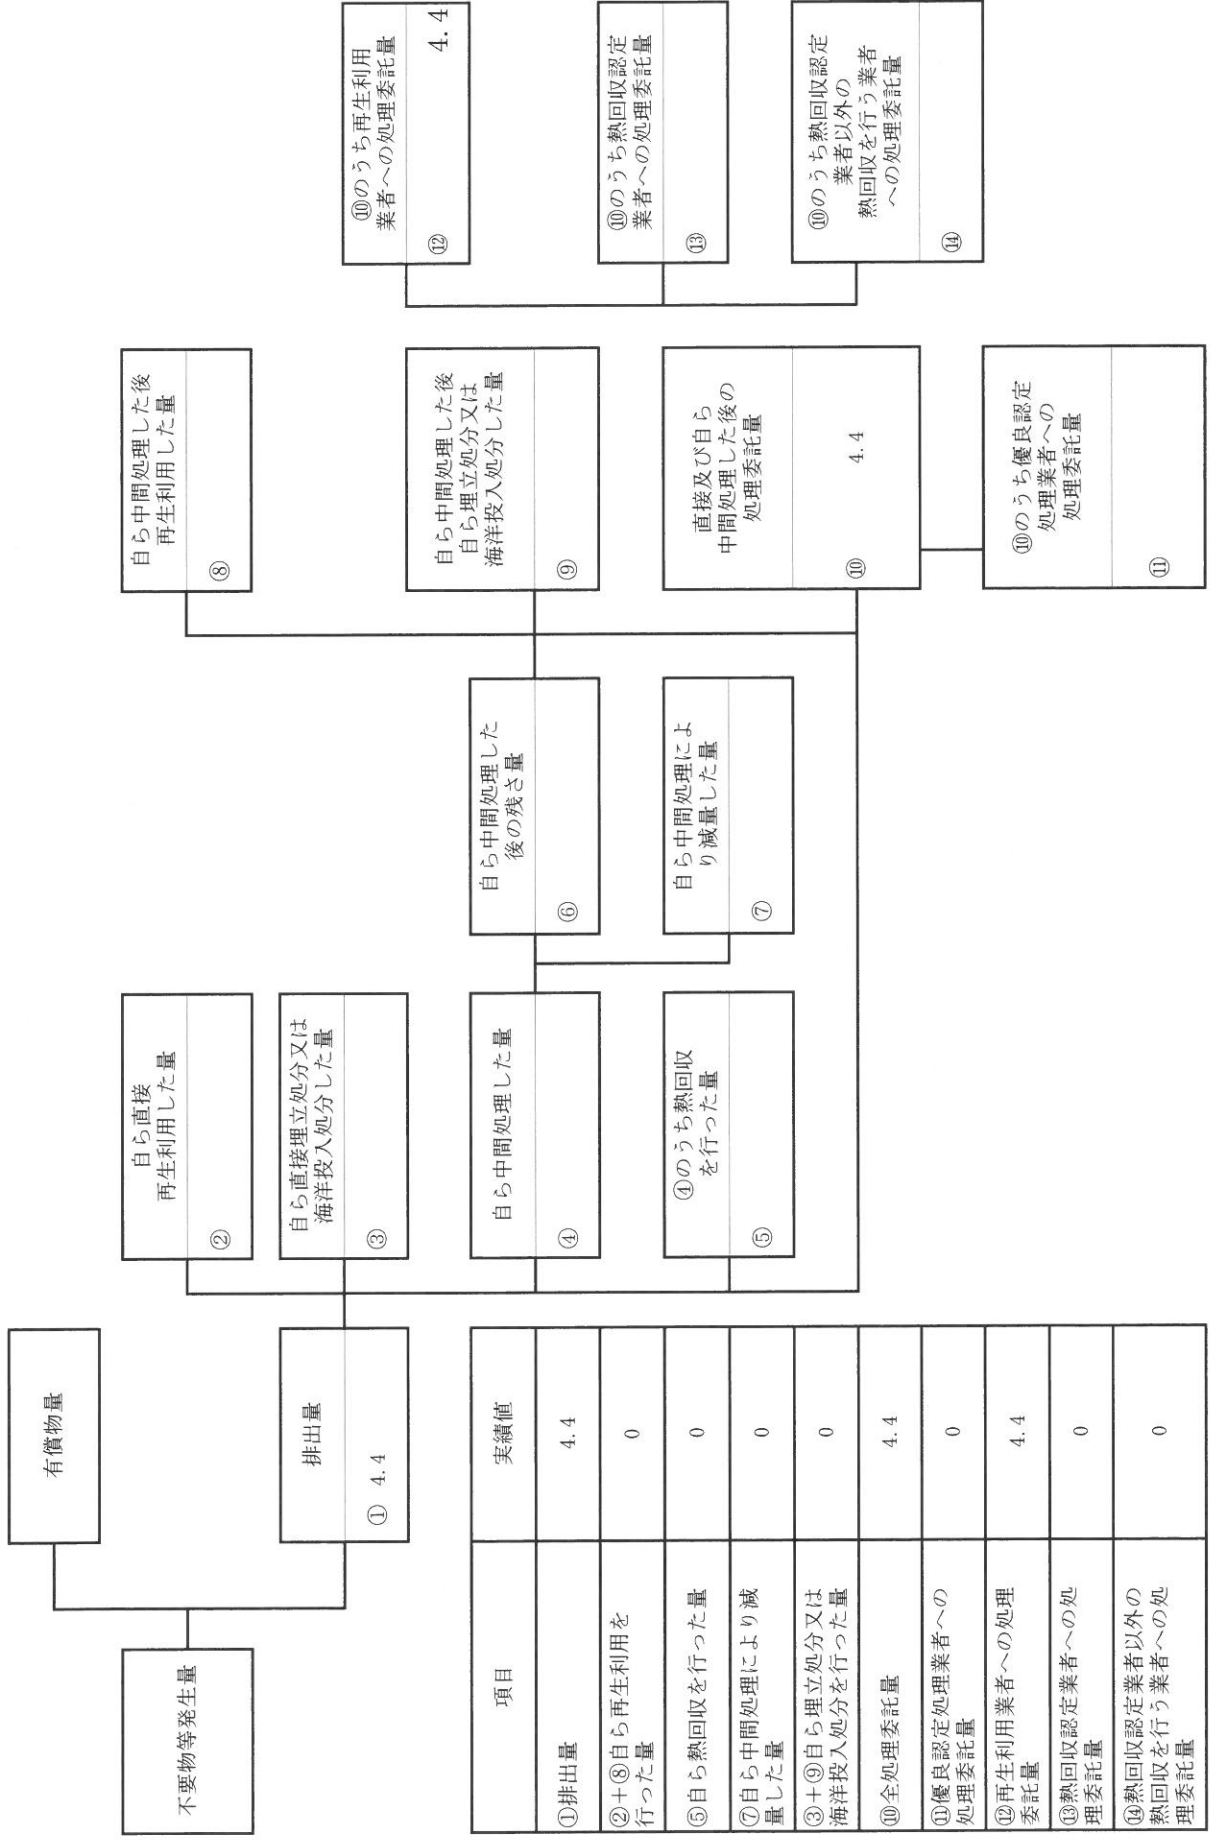 不要物等発生量
有償物量
排出量
① 4.4
自ら直接
再生利用した量
②
自ら直接埋立処分又は
海洋投入処分した量
③
自ら中間処理した量
④
④のうち熱回収
を行った量
⑤
自ら中間処理した
後の残さ量
⑥
自ら中間処理によ
り減量した量
⑦
自ら中間処理した後
再生利用した量
⑧
自ら中間処理した後
自ら埋立処分又は
海洋投入処分した量
⑨
直接及び自ら
中間処理した後の
処理委託量
⑩ 4.4
⑩のうち優良認定
処理業者への
処理委託量
⑪
⑩のうち再生利用
業者への処理委託量
⑫ 4.4
⑩のうち熱回収認定
業者への処理委託量
⑬
⑩のうち熱回収認定
業者以外の
熱回収を行う業者
への処理委託量
⑭
項目 実績値
①排出量 4.4
②+⑧自ら再生利用を
行った量 0
⑤自ら熱回収を行った量 0
⑦自ら中間処理により減
量した量 0
③+⑨自ら埋立処分又は
海洋投入処分を行った量 0
⑩全処理委託量 4.4
⑪優良認定処理業者への
処理委託量 0
⑫再生利用業者への処理
委託量 4.4
⑬熱回収認定業者への処
理委託量 0
⑭熱回収認定業者以外の
熱回収を行う業者への処
理委託量 0